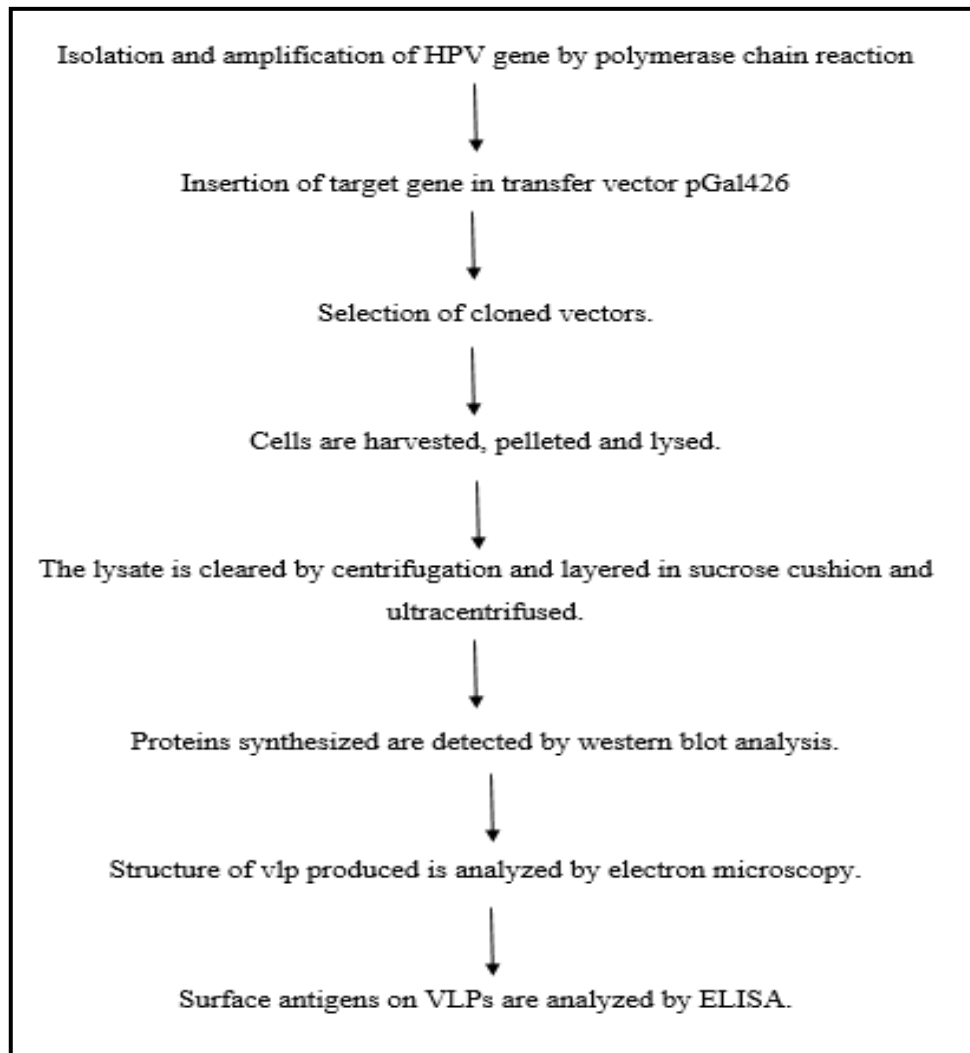 Isolation and amplification of HPV gene by polymerase chain reaction
Insertion of target gene in transfer vector pGal426
Selection of cloned vectors.
Cells are harvested, pelleted and lysed.
The lysate is cleared by centrifugation and layered in sucrose cushion and
ultracentrifused.
Proteins synthesized are detected by western blot analysis.
Structure of vlp produced is analyzed by electron microscopy.
Surface antigens on VLPs are analyzed by ELISA.